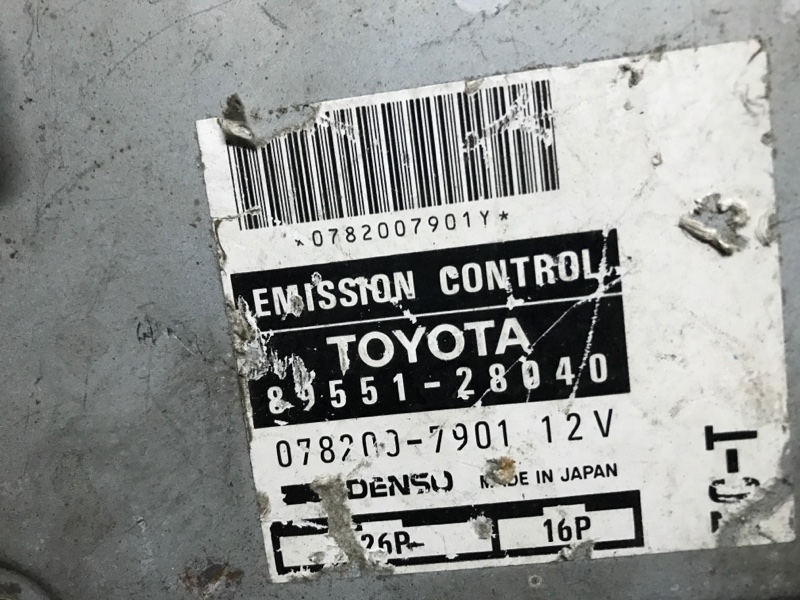 *0782007901Y*
EMISSION CONTROL
TOYOTA
89551-28040
078200-7901 12V
DENSO MADE IN JAPAN
26P 16P